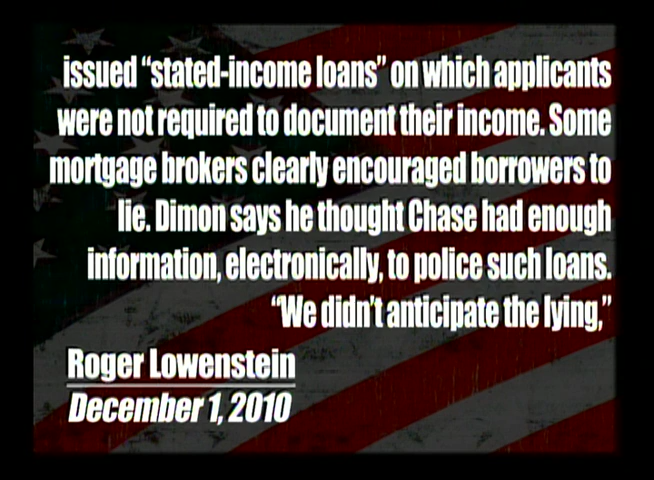 issued “stated-income loans” on which applicants
were not required to document their income. Some
mortgage brokers clearly encouraged borrowers to
lie. Dimon says he thought Chase had enough
information, electronically, to police such loans.
“We didn’t anticipate the lying,”
Roger Lowenstein
December 1, 2010